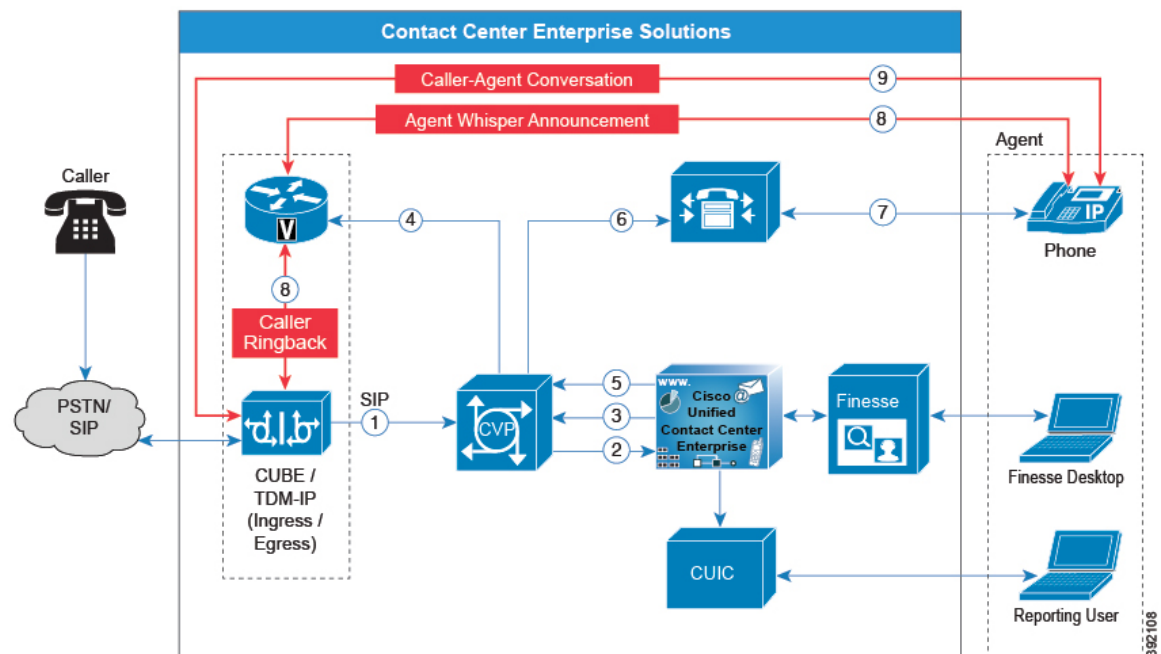 Contact Center Enterprise Solutions
Caller-Agent Conversation
9
Agent Whisper Announcement
8
Agent
Caller
V
4
6
7
IP
Phone
8
Caller
Ringback
PSTN/
SIP
SIP
1
CUBE /
TDM-IP
(Ingress /
Egress)
CVP
5
3
2
www.
@
Cisco
Unified
Contact Center
Enterprise
Finesse
Finesse Desktop
CUIC
Reporting User
392108